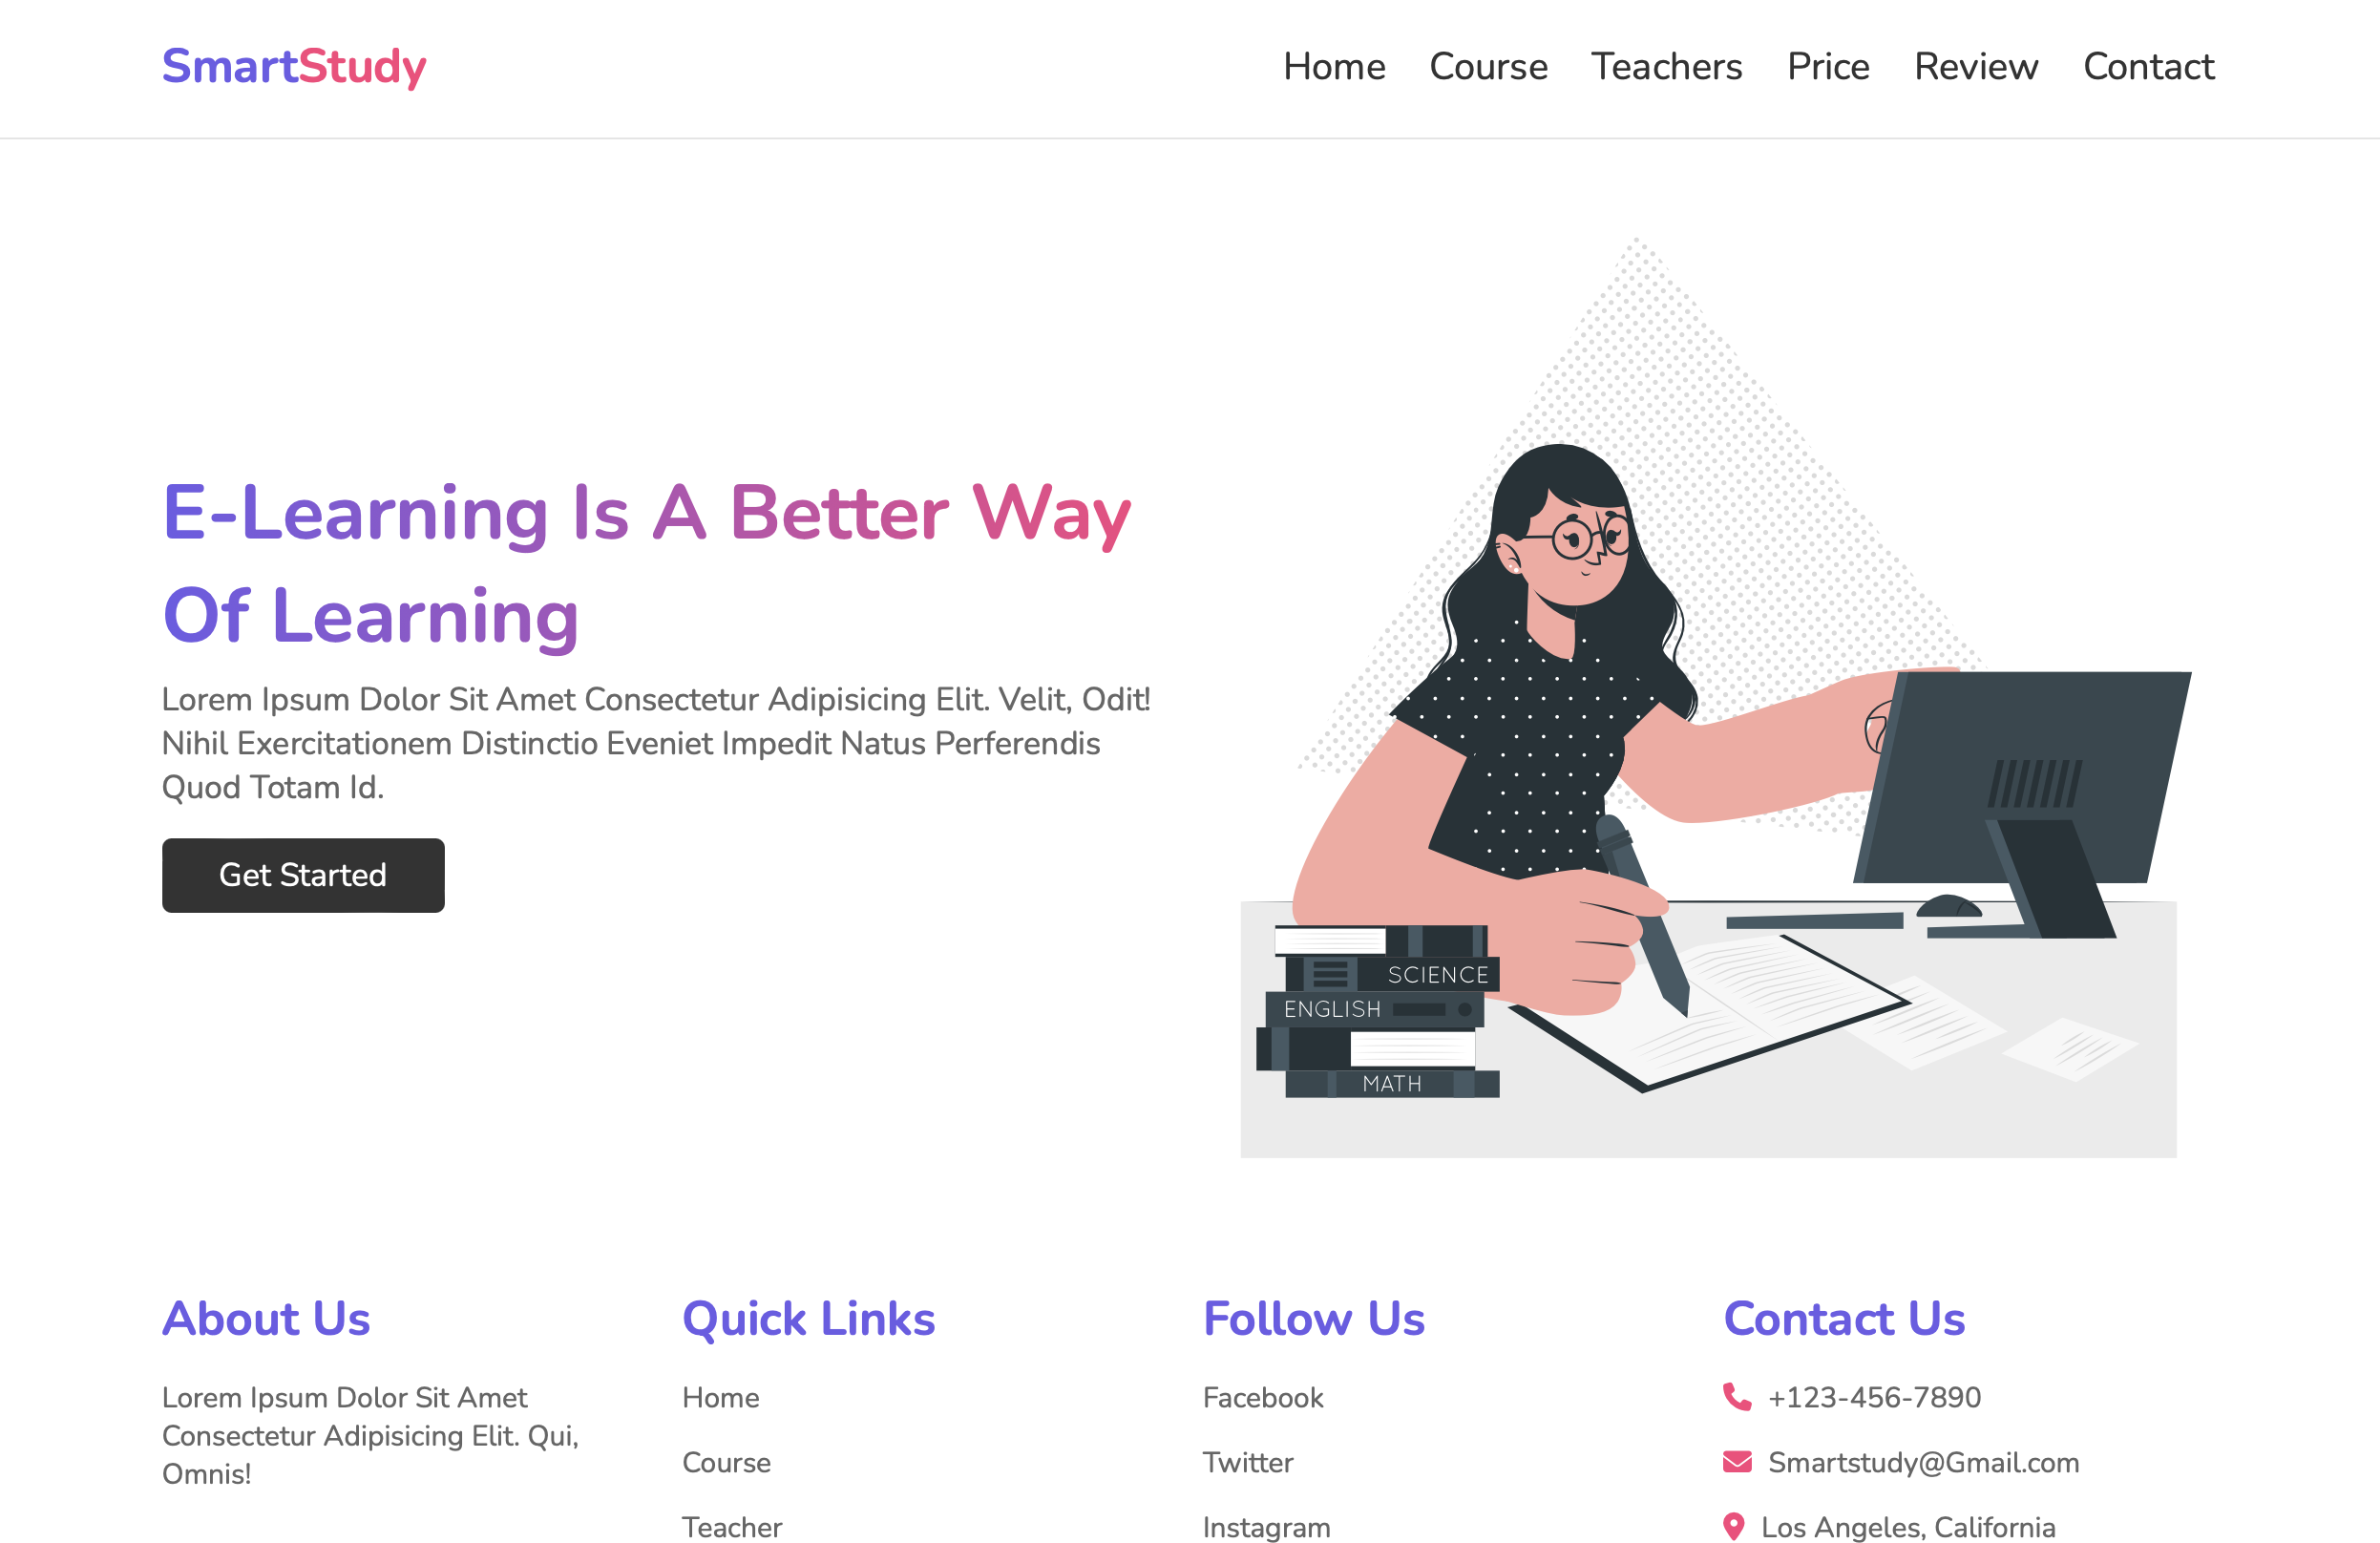 SmartStudy
Home Course Teachers Price Review Contact
E-Learning Is A Better Way
Of Learning
Lorem Ipsum Dolor Sit Amet Consectetur Adipisicing Elit. Velit, Odit!
Nihil Exercitationem Distinctio Eveniet Impedit Natus Perferendis
Quod Totam Id.
Get Started
SCIENCE
ENGLISH
MATH
About Us
Lorem Ipsum Dolor Sit Amet
Consectetur Adipisicing Elit. Qui,
Omnis!
Quick Links
Home
Course
Teacher
Follow Us
Facebook
Twitter
Instagram
Contact Us
+123-456-7890
Smartstudy@Gmail.com
Los Angeles, California